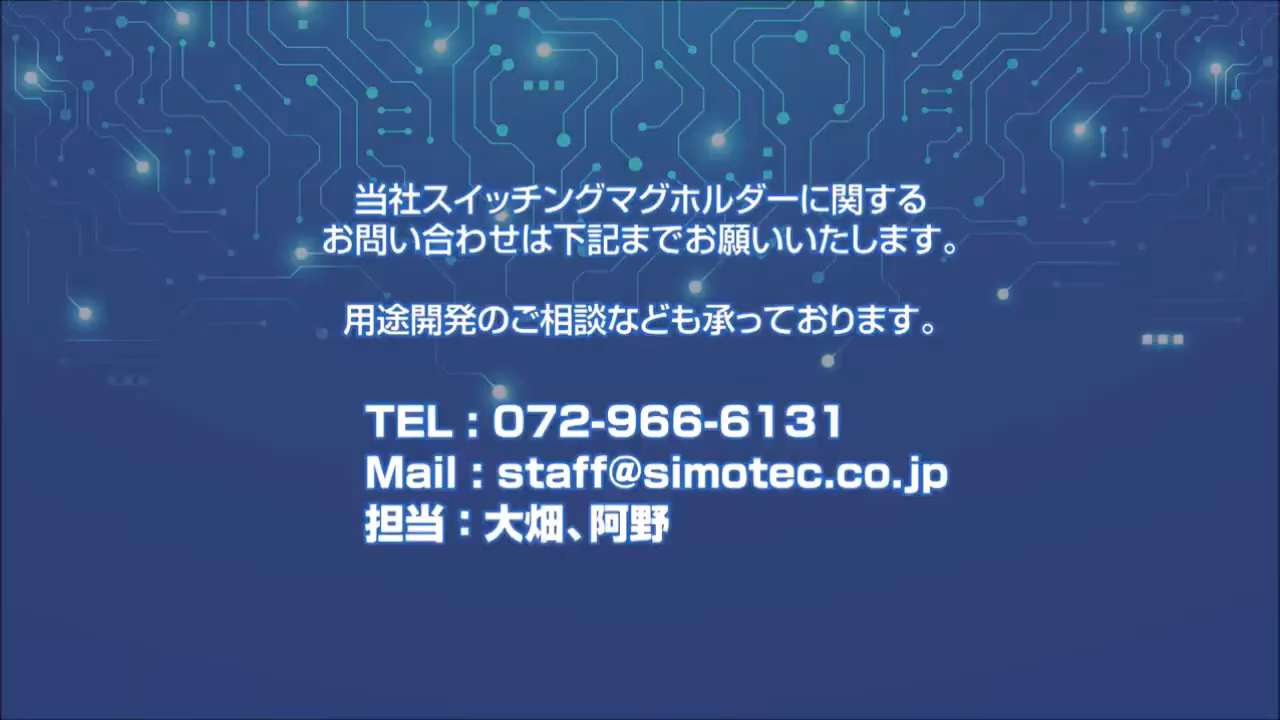 当社スイッチングマグホルダーに関する
お問い合わせは下記までお願いいたします。
用途開発のご相談なども承っております。
TEL：072-966-6131
Mail：staff@simotec.co.jp
担当：大畑、阿野